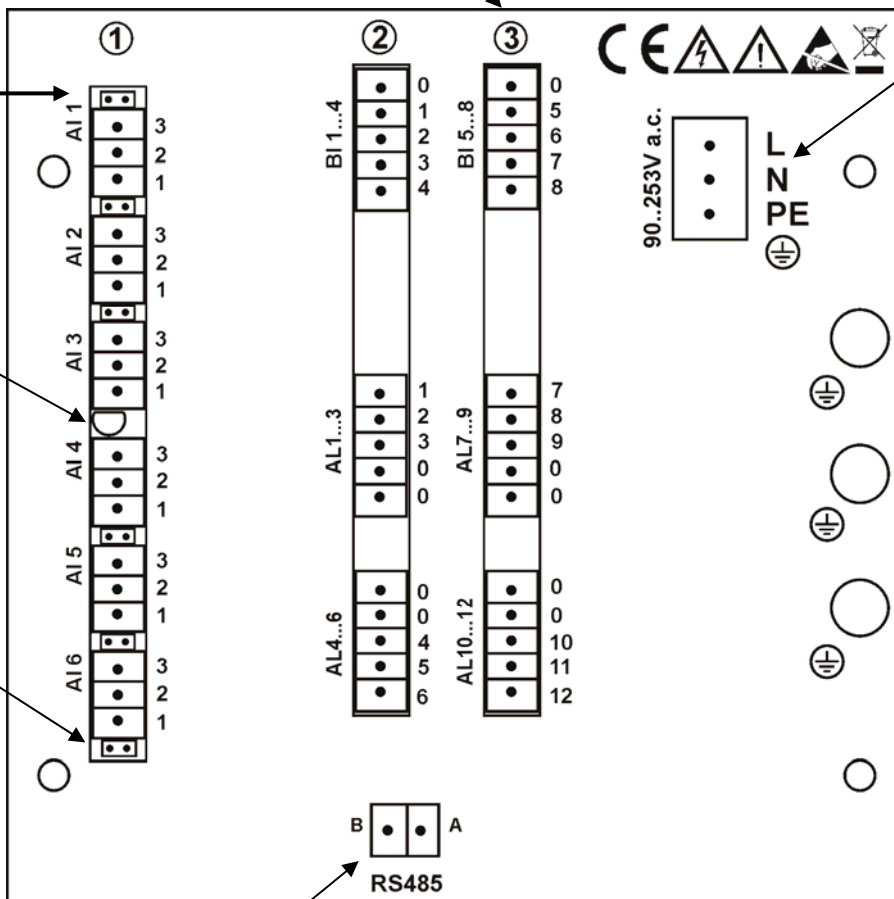 1
2
3
CE
AI 1
3
2
1
AI 2
3
2
1
AI 3
3
2
1
AI 4
3
2
1
AI 5
3
2
1
AI 6
3
2
1
BI 1...4
0
1
2
3
4
AL1...3
1
2
3
0
0
AL4...6
0
0
4
5
6
BI 5...8
0
5
6
7
8
AL7...9
7
8
9
0
0
AL10...12
0
0
10
11
12
90..253V a.c.
L
N
PE
B
A
RS485